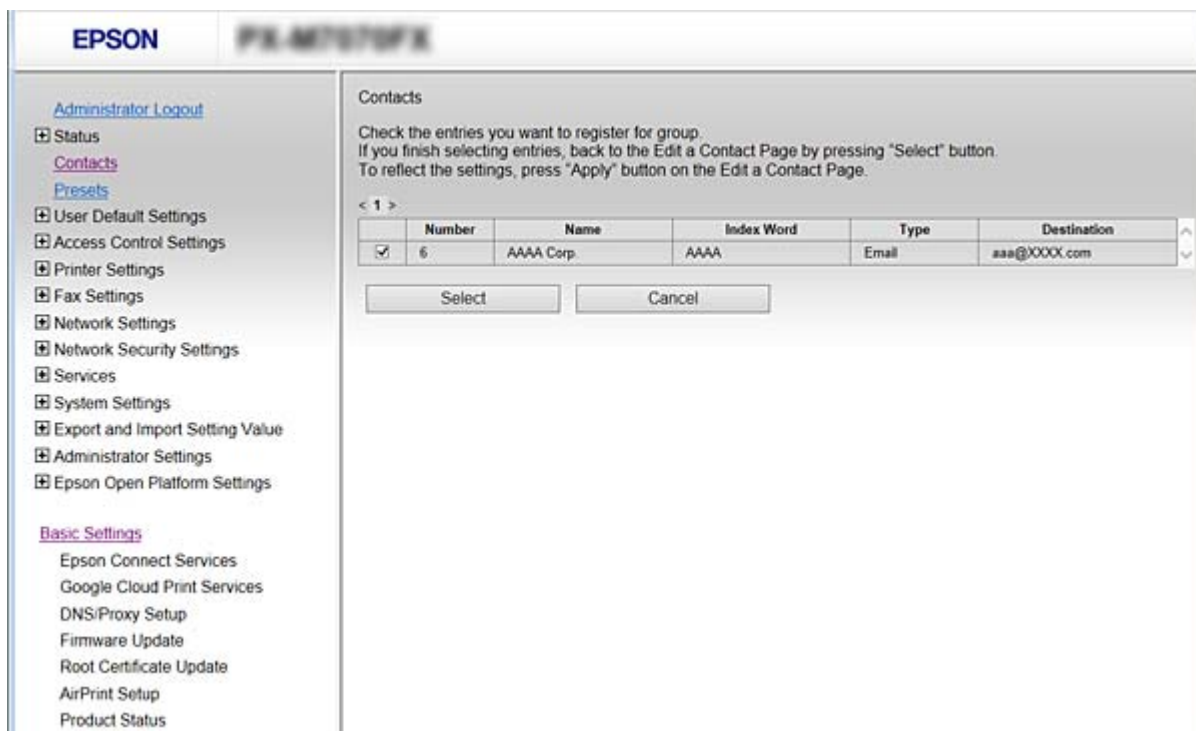 EPSON
PX-M7070FX
Administrator Logout
Status
Contacts
Presets
User Default Settings
Access Control Settings
Printer Settings
Fax Settings
Network Settings
Network Security Settings
Services
System Settings
Export and Import Setting Value
Administrator Settings
Epson Open Platform Settings
Basic Settings
Epson Connect Services
Google Cloud Print Services
DNS/Proxy Setup
Firmware Update
Root Certificate Update
AirPrint Setup
Product Status
Contacts
Check the entries you want to register for group.
If you finish selecting entries, back to the Edit a Contact Page by pressing "Select" button.
To reflect the settings, press "Apply" button on the Edit a Contact Page.
< 1 >
Number Name Index Word Type Destination
6 AAAA Corp. AAAA Email aaa@XXXX.com
Select Cancel